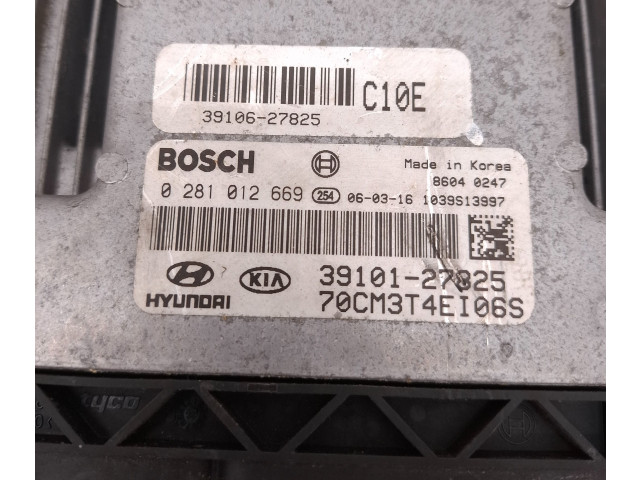 39106-27825
C10E
BOSCH
Made in Korea
8604 0247
0 281 012 669 254 06-03-16 1039S13997
HYUNDAI
KIA
39101-27825
70CM3T4EI06S
tyco